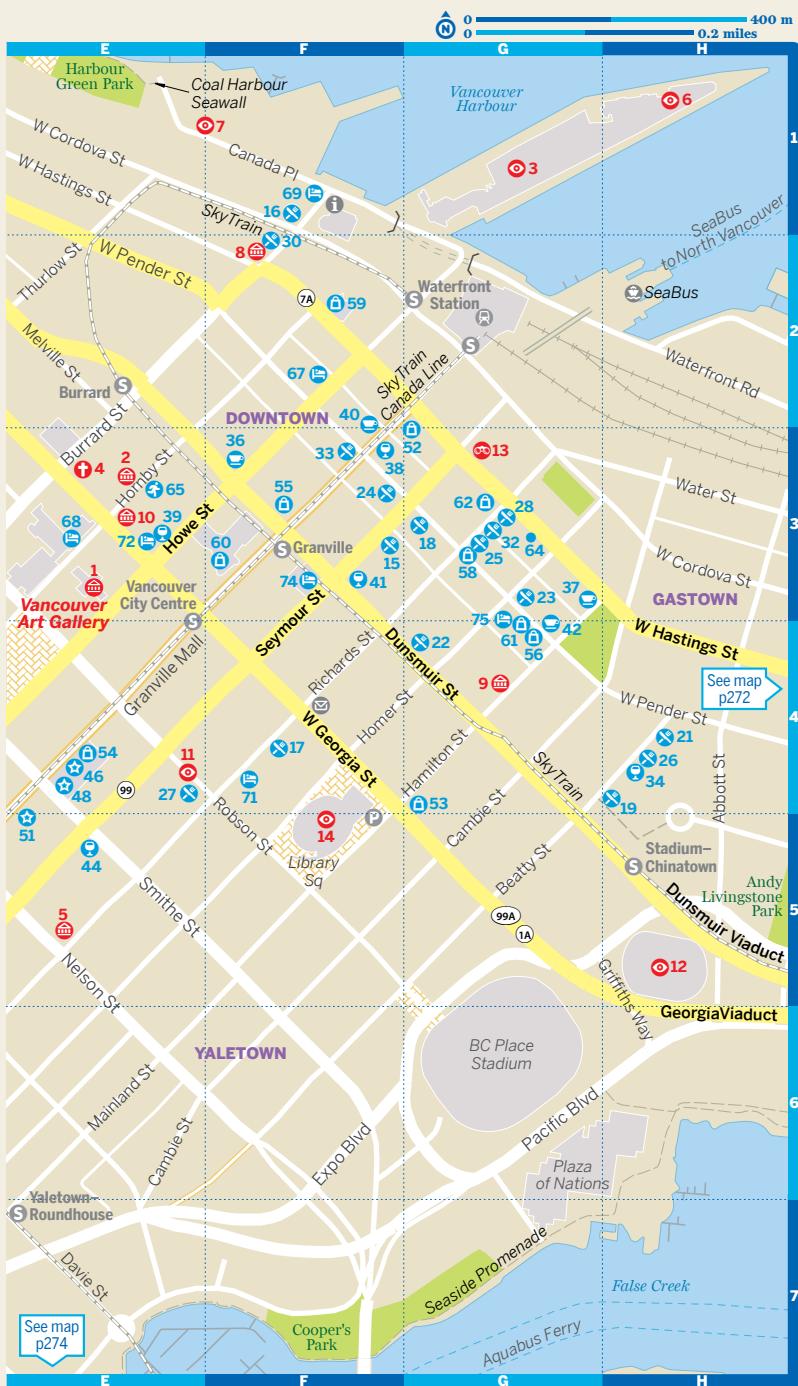 N
0 400 m
0 0.2 miles
E F G H
Harbour
Green Park
Coal Harbour
Seawall
Vancouver
Harbour
6
7
1
W Cordova St
Canada Pl
3
W Hastings St
69
i
16
SkyTrain
30
8
SeaBus
to North Vancouver
Thurlow St
W Pender St
7A
59
S
Waterfront
Station
SeaBus
2
Melville St
S
Burrard
S
67
SkyTrain
Canada Line
Waterfront Rd
DOWNTOWN
40
Burrard St
36
33
38
52
13
4
2
Hornby St
65
24
62
28
Water St
55
68
10
39
72
Howe St
60
S
Granville
15
18
58
25
32
64
3
W Cordova St
1
Vancouver
Art Gallery
Vancouver
City Centre
S
74
41
23
37
GASTOWN
Seymour St
75
61
42
56
W Hastings St
Granville Mall
Richards St
Dunsmuir St
22
9
See map
p272
W Pender St
4
Homer St
W Georgia St
54
46
48
11
17
Hamilton St
SkyTrain
21
26
34
Abbott St
99
27
71
53
19
51
Robson St
14
P
Cambie St
44
Library
Sq
Beatty St
S
Stadium–
Chinatown
Andy
Livingstone
Park
Smithe St
5
Dunsmuir Viaduct
5
99A
1A
12
Nelson St
Griffiths Way
GeorgiaViaduct
YALETOWN
BC Place
Stadium
Mainland St
6
Cambie St
Expo Blvd
Pacific Blvd
Plaza
of Nations
S
Yaletown–
Roundhouse
Davie St
Seaside Promenade
False Creek
7
See map
p274
Cooper's
Park
Aquabus Ferry
E F G H